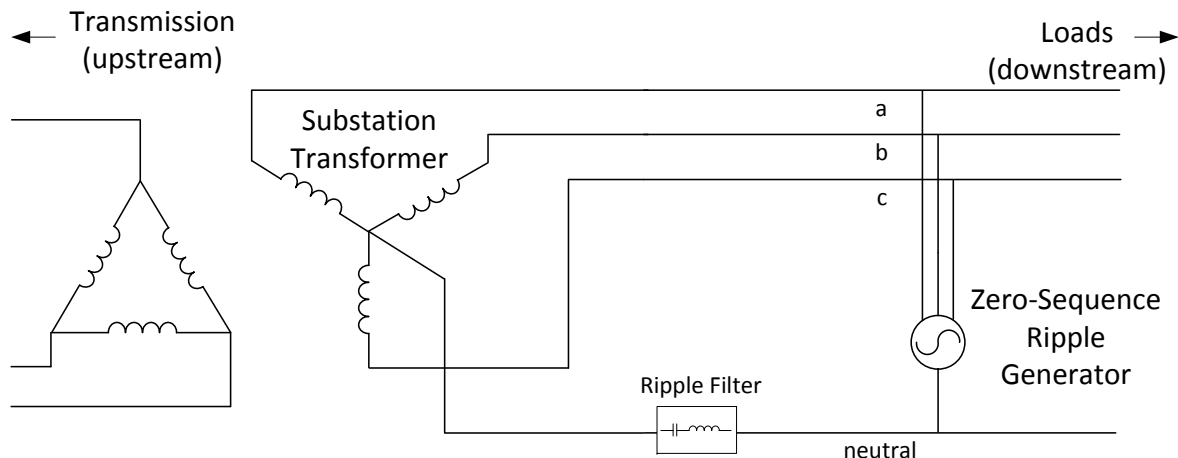 Transmission
(upstream)
Loads
(downstream)
Substation
Transformer
a
b
c
Zero-Sequence
Ripple
Generator
Ripple Filter
neutral